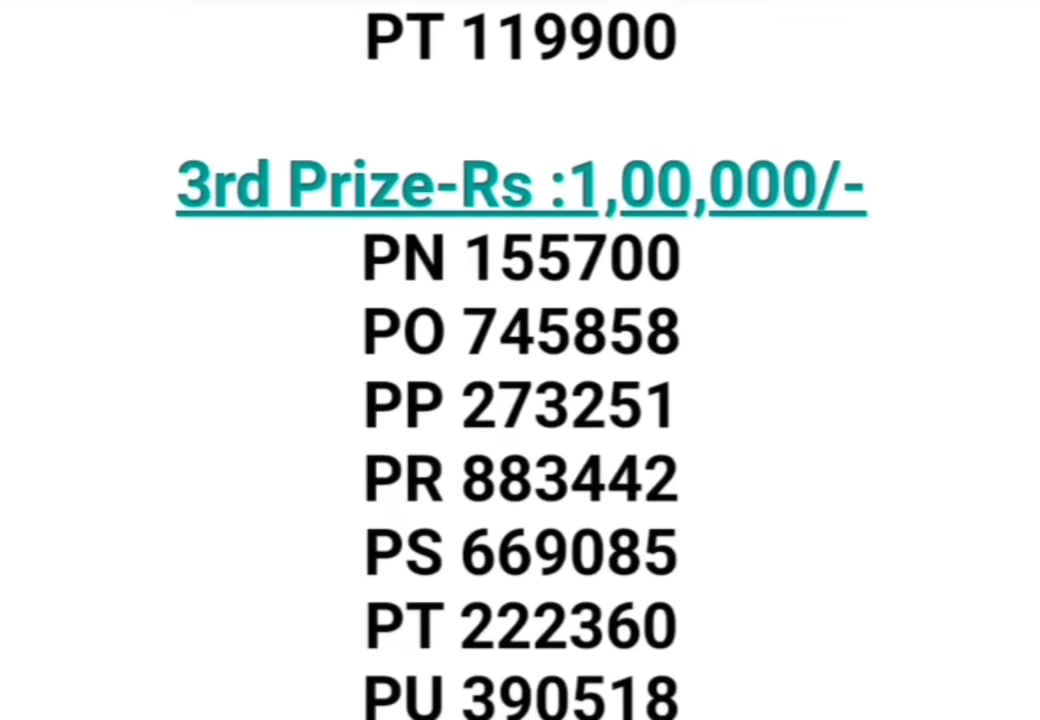 PT 119900
3rd Prize-Rs :1,00,000/-
PN 155700
PO 745858
PP 273251
PR 883442
PS 669085
PT 222360
PU 390518